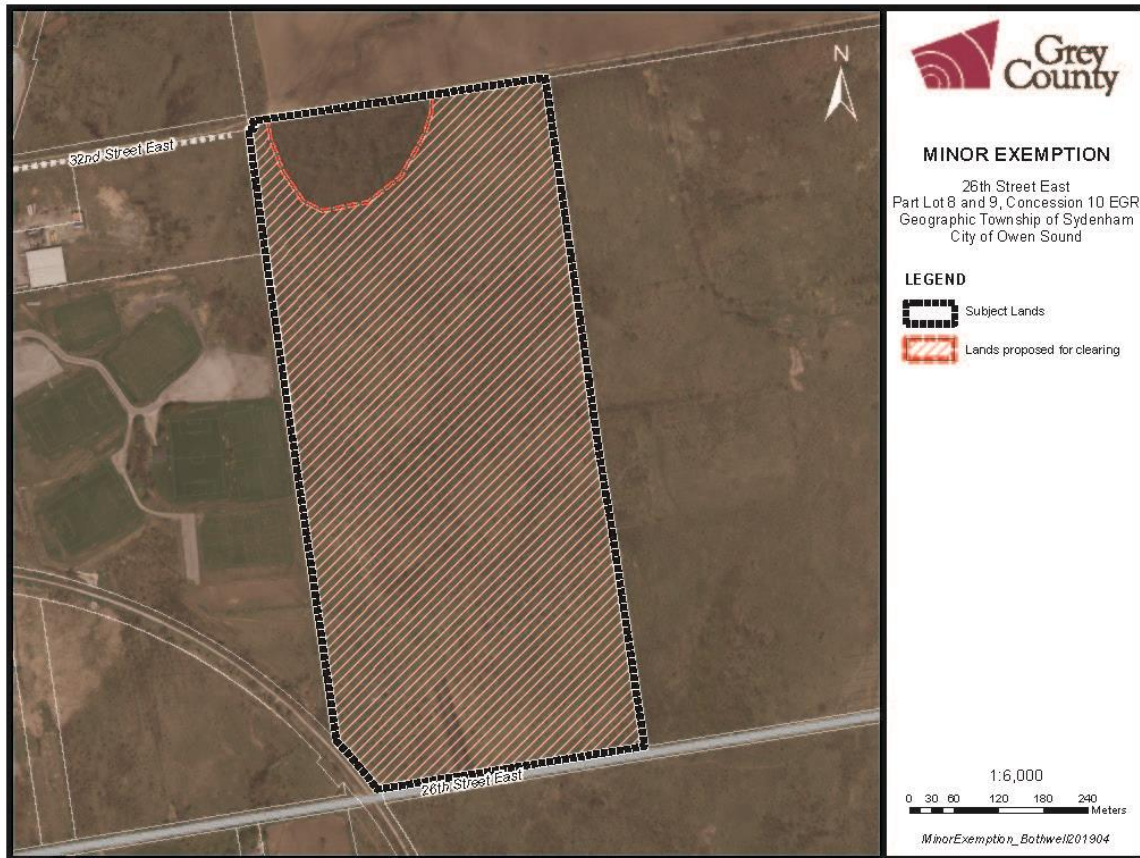 32nd Street East
26th Street East
N
Grey
County
MINOR EXEMPTION
26th Street East
Part Lot 8 and 9, Concession 10 EGR
Geographic Township of Sydenham
City of Owen Sound
LEGEND
Subject Lands
Lands proposed for clearing
1:6,000
0 30 60 120 180 240
Meters
MinorExemption_Bothwell201904